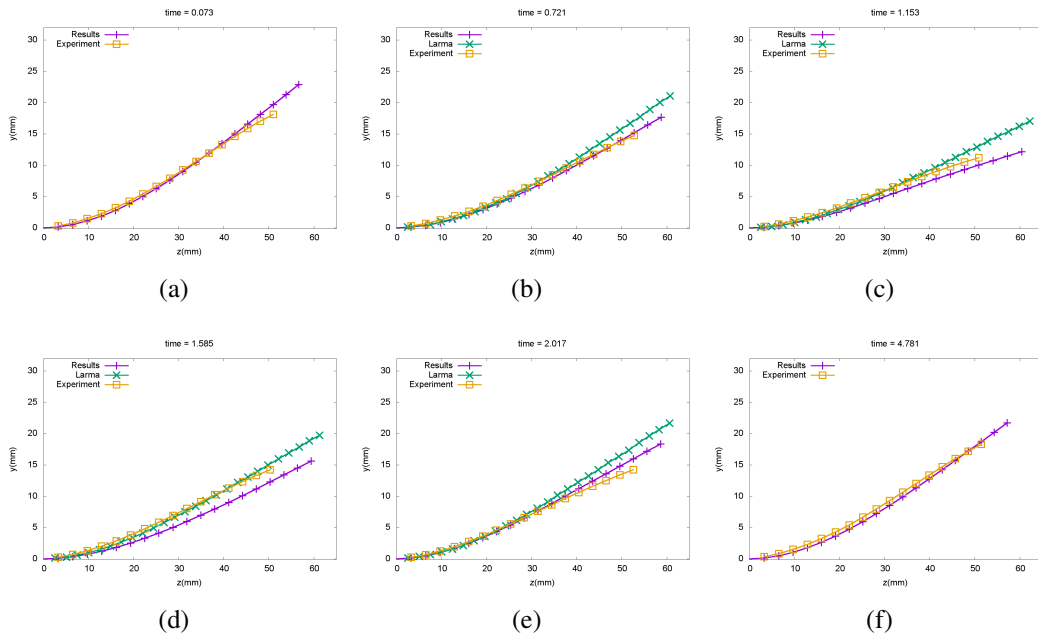 time = 0.073
Results
Experiment
y(mm)
0
5
10
15
20
25
30
0 10 20 30 40 50 60
z(mm)
(a)
time = 0.721
Results
Larma
Experiment
y(mm)
0
5
10
15
20
25
30
0 10 20 30 40 50 60
z(mm)
(b)
time = 1.153
Results
Larma
Experiment
y(mm)
0
5
10
15
20
25
30
0 10 20 30 40 50 60
z(mm)
(c)
time = 1.585
Results
Larma
Experiment
y(mm)
0
5
10
15
20
25
30
0 10 20 30 40 50 60
z(mm)
(d)
time = 2.017
Results
Larma
Experiment
y(mm)
0
5
10
15
20
25
30
0 10 20 30 40 50 60
z(mm)
(e)
time = 4.781
Results
Experiment
y(mm)
0
5
10
15
20
25
30
0 10 20 30 40 50 60
z(mm)
(f)